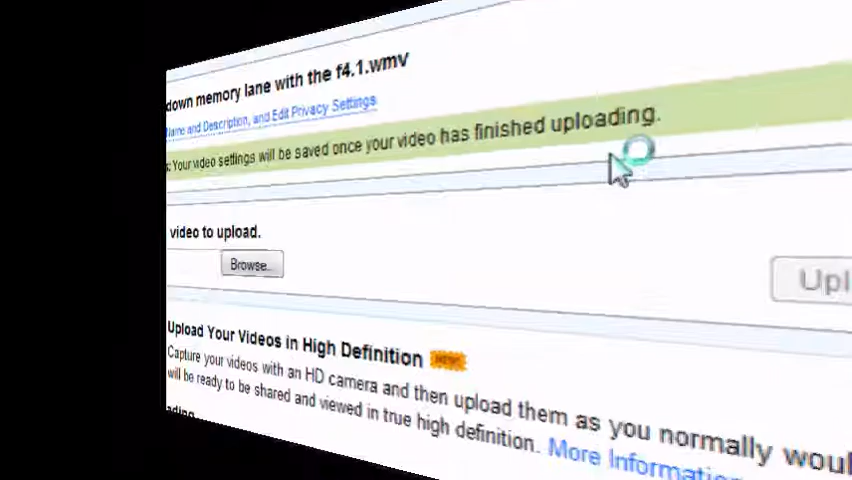 down memory lane with the f4.1.wmv
Name and Description, and Edit Privacy Settings
s: Your video settings will be saved once your video has finished uploading.
video to upload.
Browse...
Upl
Upload Your Videos in High Definition
Capture your videos with an HD camera and then upload them as you normally woul
will be ready to be shared and viewed in true high definition. More Information
ading